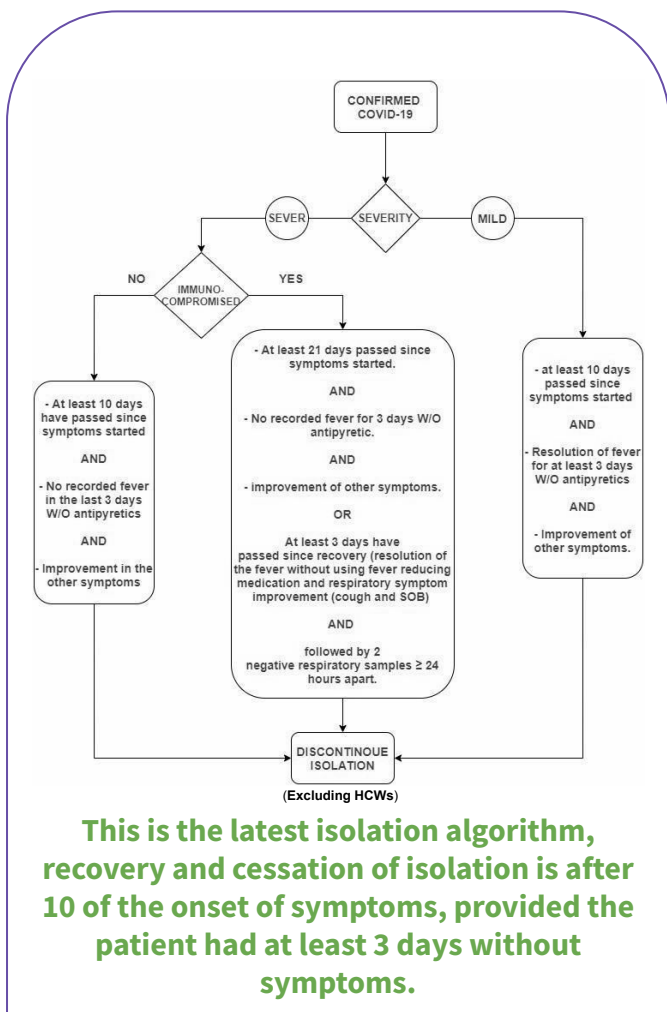 CONFIRMED
COVID-19
SEVER
SEVERITY
MILD
NO
IMMUNO-
COMPROMISED
YES
- At least 10 days
have passed since
symptoms started
AND
- No recorded fever
in the last 3 days
W/O antipyretics
AND
- Improvement in the
other symptoms
- At least 21 days passed since
symptoms started.
AND
- No recorded fever for 3 days W/O
antipyretic.
AND
- improvement of other symptoms.
OR
At least 3 days have
passed since recovery (resolution of
the fever without using fever reducing
medication and respiratory symptom
improvement (cough and SOB)
AND
followed by 2
negative respiratory samples ≥ 24
hours apart.
- at least 10 days
passed since
symptoms started
AND
- Resolution of fever
for at least 3 days
W/O antipyretics
AND
- Improvement of
other symptoms.
DISCONTINOUE
ISOLATION
(Excluding HCWs)
This is the latest isolation algorithm,
recovery and cessation of isolation is after
10 of the onset of symptoms, provided the
patient had at least 3 days without
symptoms.